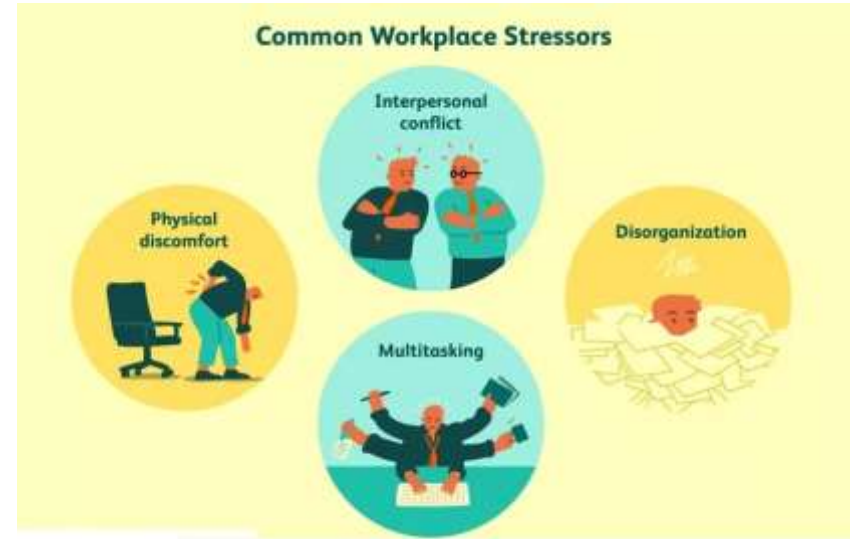 Common Workplace Stressors
Interpersonal
conflict
Physical
discomfort
Disorganization
Multitasking